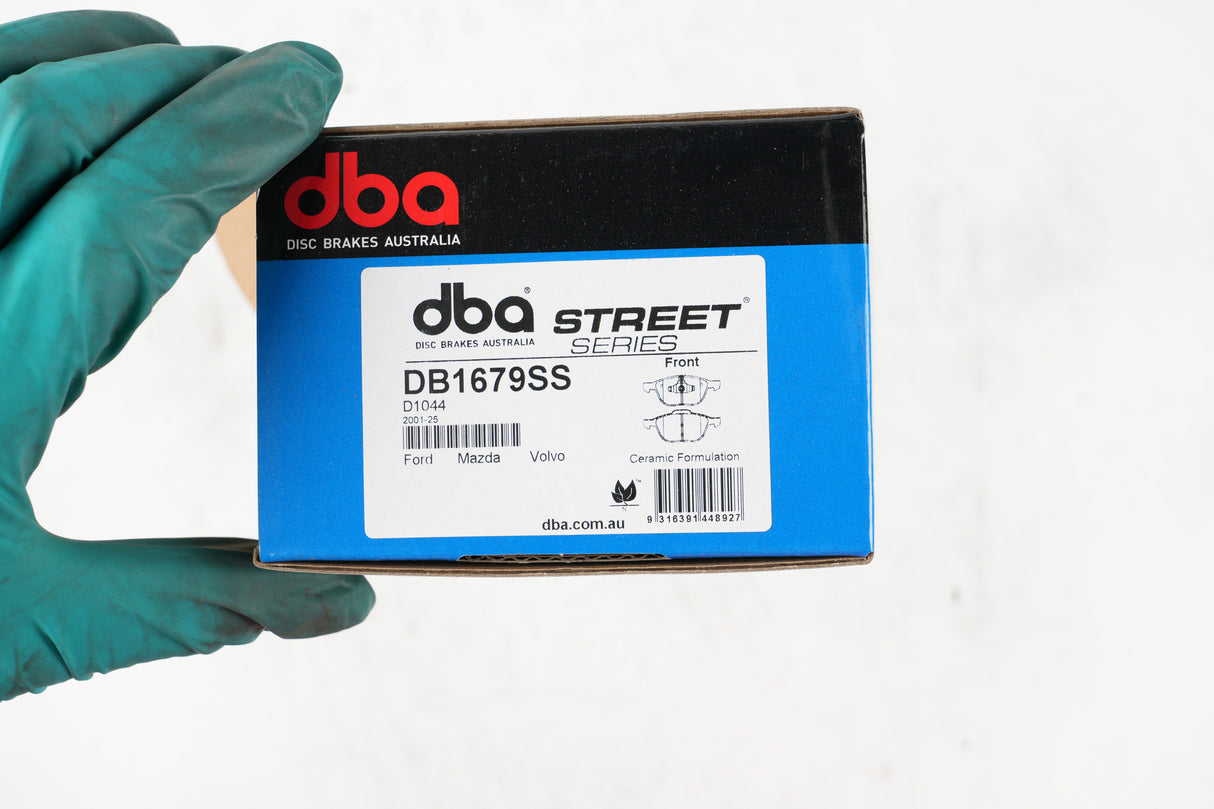 dba
DISC BRAKES AUSTRALIA
dba®
DISC BRAKES AUSTRALIA
STREET®
SERIES
Front
DB1679SS
D1044
2001-25
Ford Mazda Volvo
Ceramic Formulation
N
™
dba.com.au
9 316391 448927